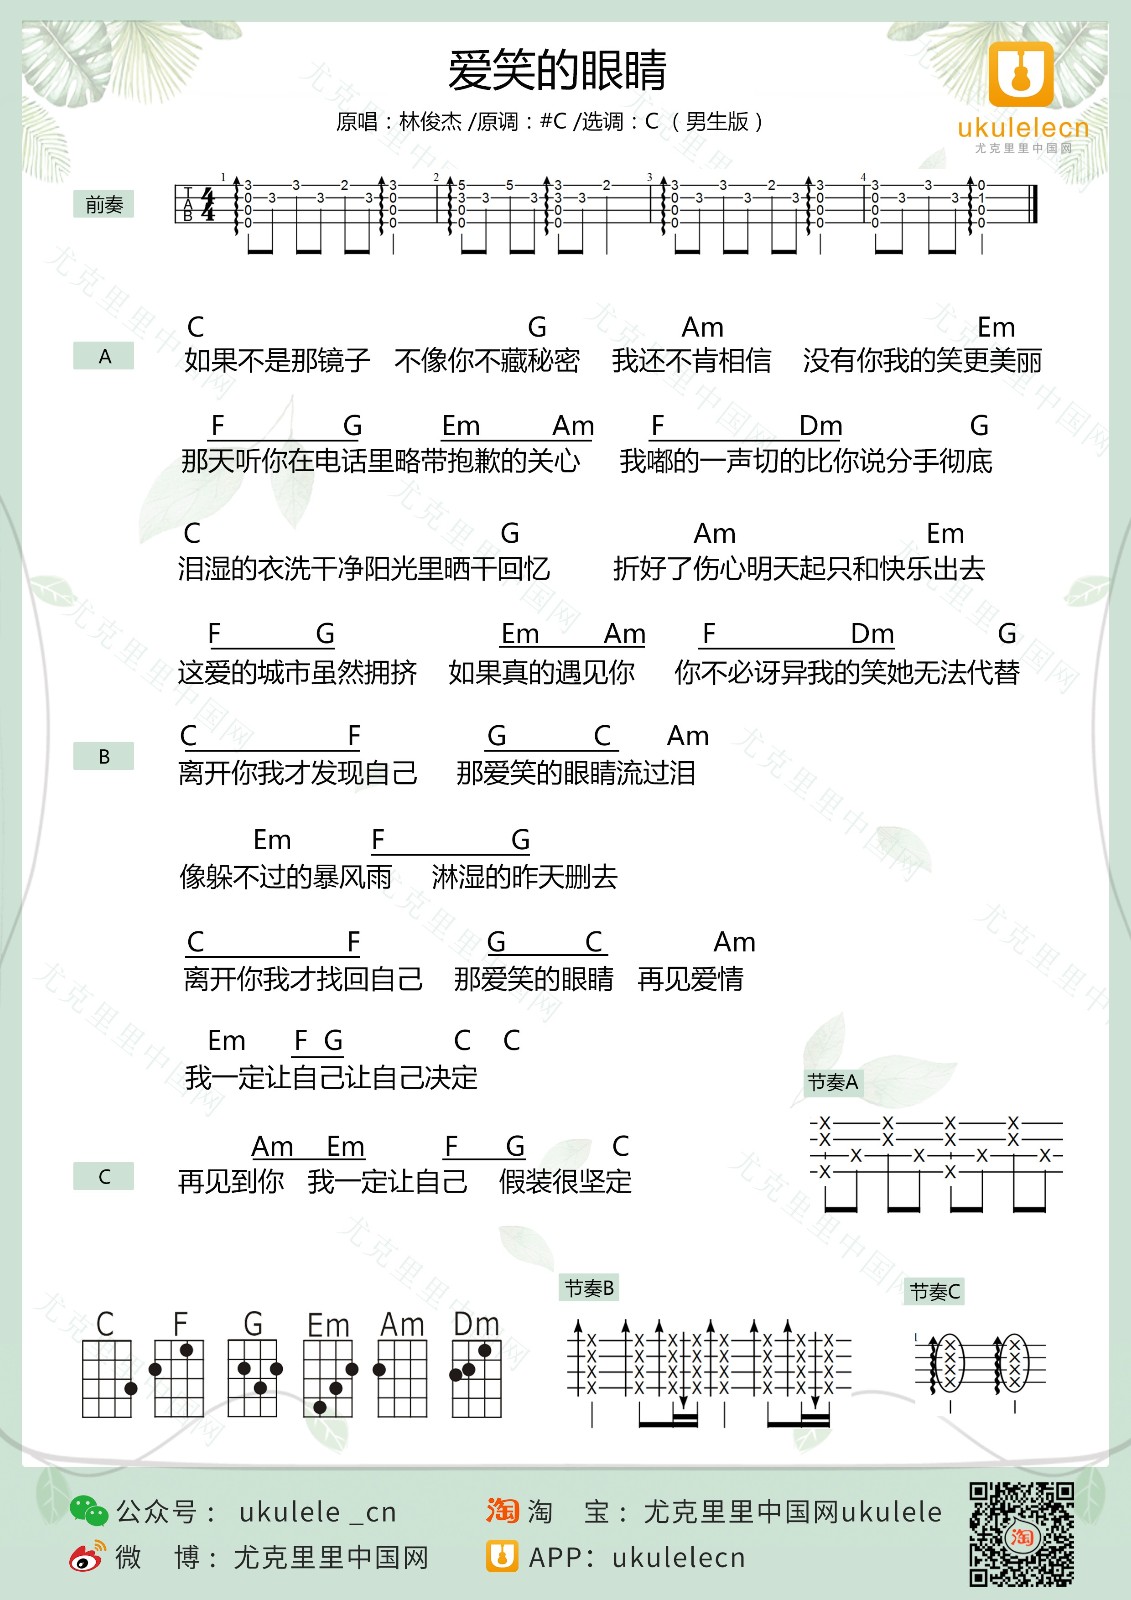 爱笑的眼睛
原唱：林俊杰 /原调：#C /选调：C （ 男生版 ）
ukulelecn
尤克里里中国网
前奏
1 2 3 4
T A B 4 4
3 0 0 0 3 3 3 2 3 3 0 0 0
5 3 0 0 3 5 3 3 3 0 0 3 2
3 0 0 0 3 3 3 2 3 3 0 0 0
3 0 0 0 3 3 3 0 1 0 0
A
C G Am Em
如果不是那镜子 不像你不藏秘密 我还不肯相信 没有你我的笑更美丽
F G Em Am F Dm G
那天听你在电话里略带抱歉的关心 我嘟的一声切的比你说分手彻底
C G Am Em
泪湿的衣洗干净阳光里晒干回忆 折好了伤心明天起只和快乐出去
F G Em Am F Dm G
这爱的城市虽然拥挤 如果真的遇见你 你不必讶异我的笑她无法代替
B
C F G C Am
离开你我才发现自己 那爱笑的眼睛流过泪
Em F G
像躲不过的暴风雨 淋湿的昨天删去
C F G C Am
离开你我才找回自己 那爱笑的眼睛 再见爱情
Em F G C C
我一定让自己让自己决定
节奏A
X X X X
X X X X
X X X X
X X
C
Am Em F G C
再见到你 我一定让自己 假装很坚定
节奏B
X X X X X X X X
X X X X X X X X
X X X X X X X X
X X X X X X X X
节奏C
1
X X
X X
X X
X X
C F G Em Am Dm
公众号： ukulele _cn
淘 淘 宝：尤克里里中国网ukulele
微 博：尤克里里中国网
APP：ukulelecn
淘
尤克里里中国网